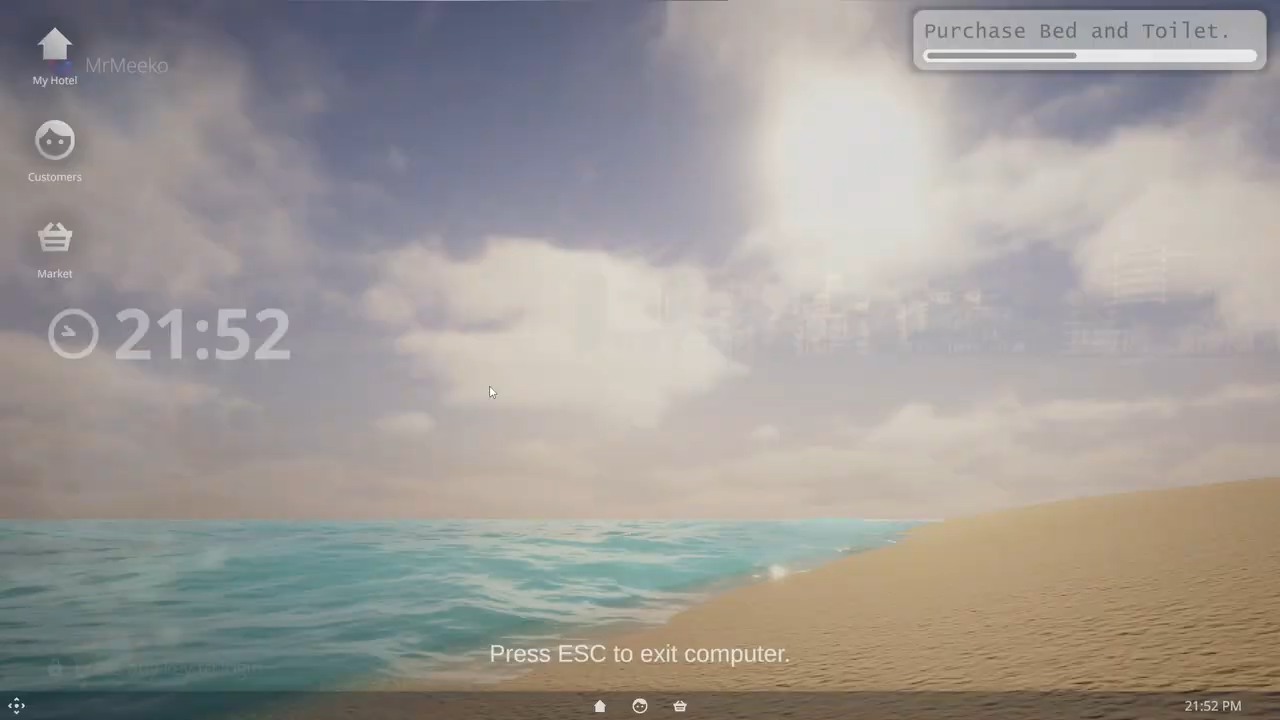 Purchase Bed and Toilet.
MrMeeko
My Hotel
Customers
Market
21:52
Press ESC to exit computer.
21:52 PM